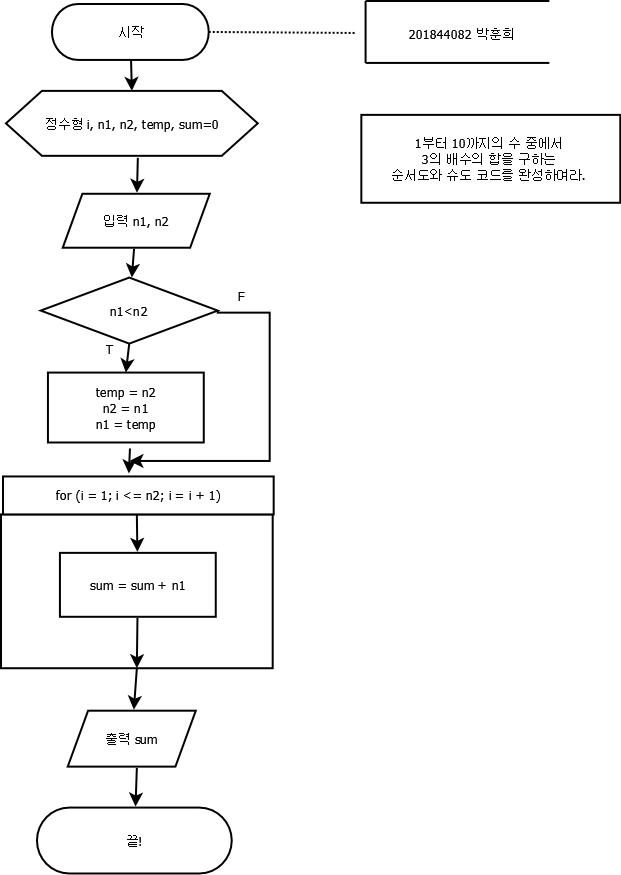 시작
201844082 박훈희
정수형 i, n1, n2, temp, sum=0
1부터 10까지의 수 중에서
3의 배수의 합을 구하는
순서도와 슈도 코드를 완성하여라.
입력 n1, n2
n1<n2
F
T
temp = n2
n2 = n1
n1 = temp
for (i = 1; i <= n2; i = i + 1)
sum = sum + n1
출력 sum
끝!